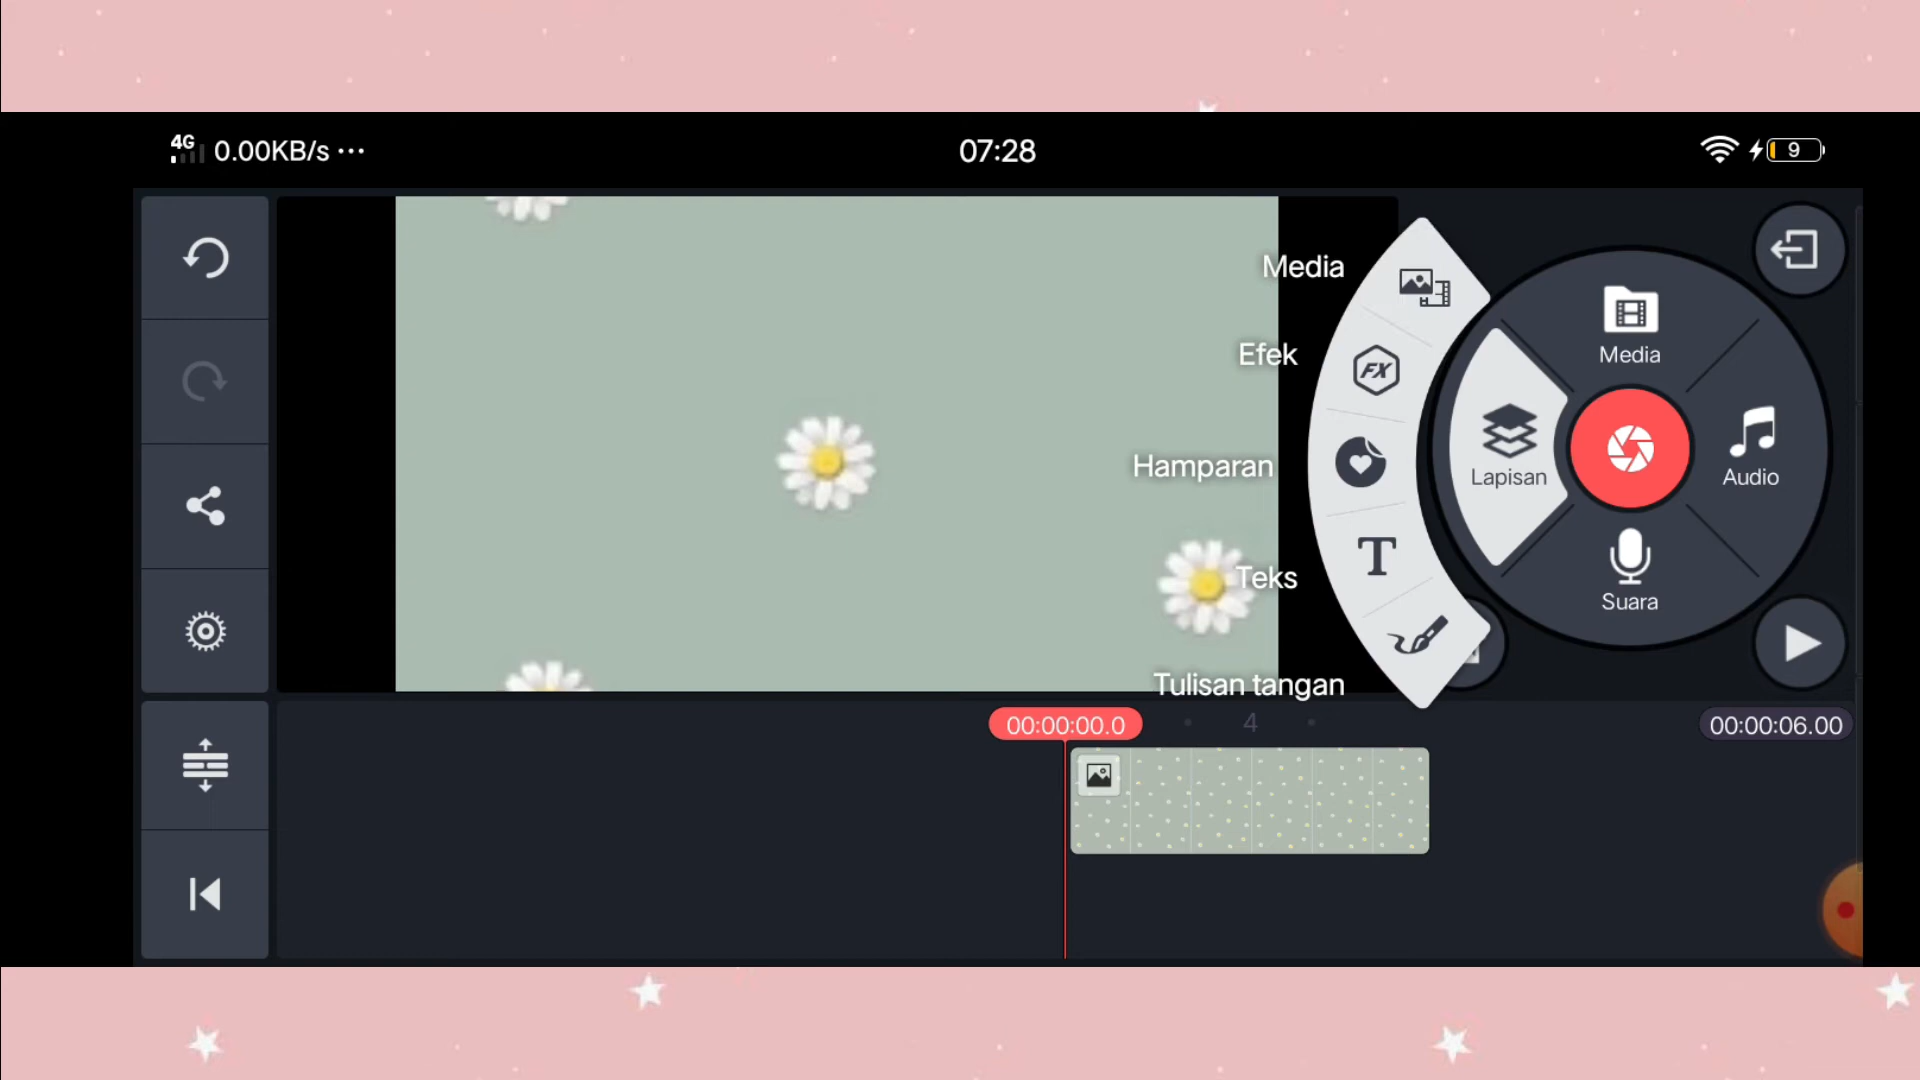 4G 0.00KB/s ...
07:28
9
Media
Efek
FX
Hamparan
T
Teks
Tulisan tangan
Media
Lapisan
Audio
Suara
00:00:00.0
4
00:00:06.00